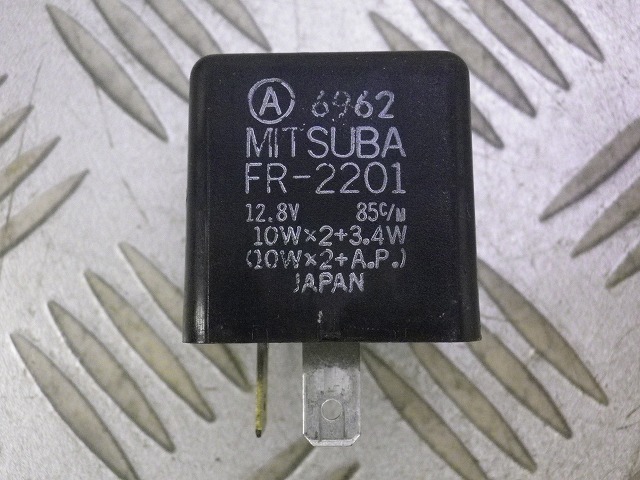 Ⓐ 6962
MITSUBA
FR-2201
12.8V 85c/m
10W×2+3.4W
(10W×2+A.P.)
JAPAN